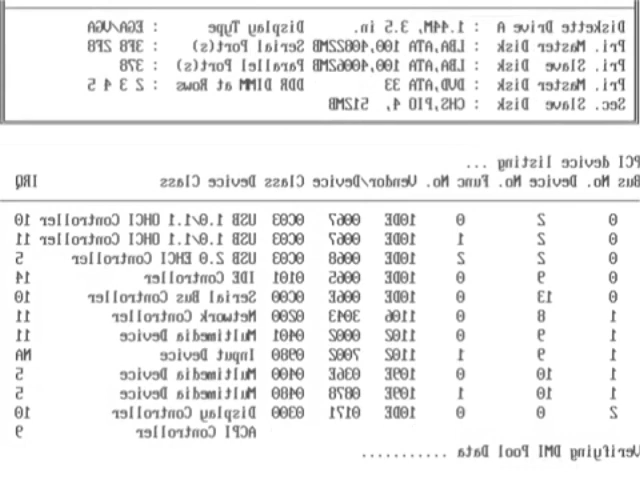 Diskette Drive A : 1.44M, 3.5 in. Display Type : EGA/VGA
Pri. Master Disk : LBA,ATA 100,40822MB Serial Port(s) : 3F8 2F8
Pri. Slave Disk : LBA,ATA 100,40062MB Parallel Port(s) : 378
Pri. Master Disk : DVD,ATA 33 DDR DIMM at Rows : 2 3 4 5
Sec. Slave Disk : CHS,PIO 4, 512MB
PCI device listing ...
Bus No. Device No. Func No. Vendor/Device Class Device Class IRQ
0 2 0 10DE 0067 0C03 USB 1.0/1.1 OHCI Controller 10
0 2 1 10DE 0067 0C03 USB 1.0/1.1 OHCI Controller 11
0 2 2 10DE 0068 0C03 USB 2.0 EHCI Controller 5
0 9 0 10DE 0065 0101 IDE Controller 14
0 13 0 10DE 006E 0C00 Serial Bus Controller 10
1 8 0 1106 3043 0200 Network Controller 11
1 9 0 1102 0002 0401 Multimedia Device 11
1 9 1 1102 7002 0980 Input Device NA
1 10 0 109E 036E 0400 Multimedia Device 5
1 10 1 109E 0878 0480 Multimedia Device 5
2 0 0 10DE 0171 0300 Display Controller 10
ACPI Controller 9
Verifying DMI Pool Data ...........